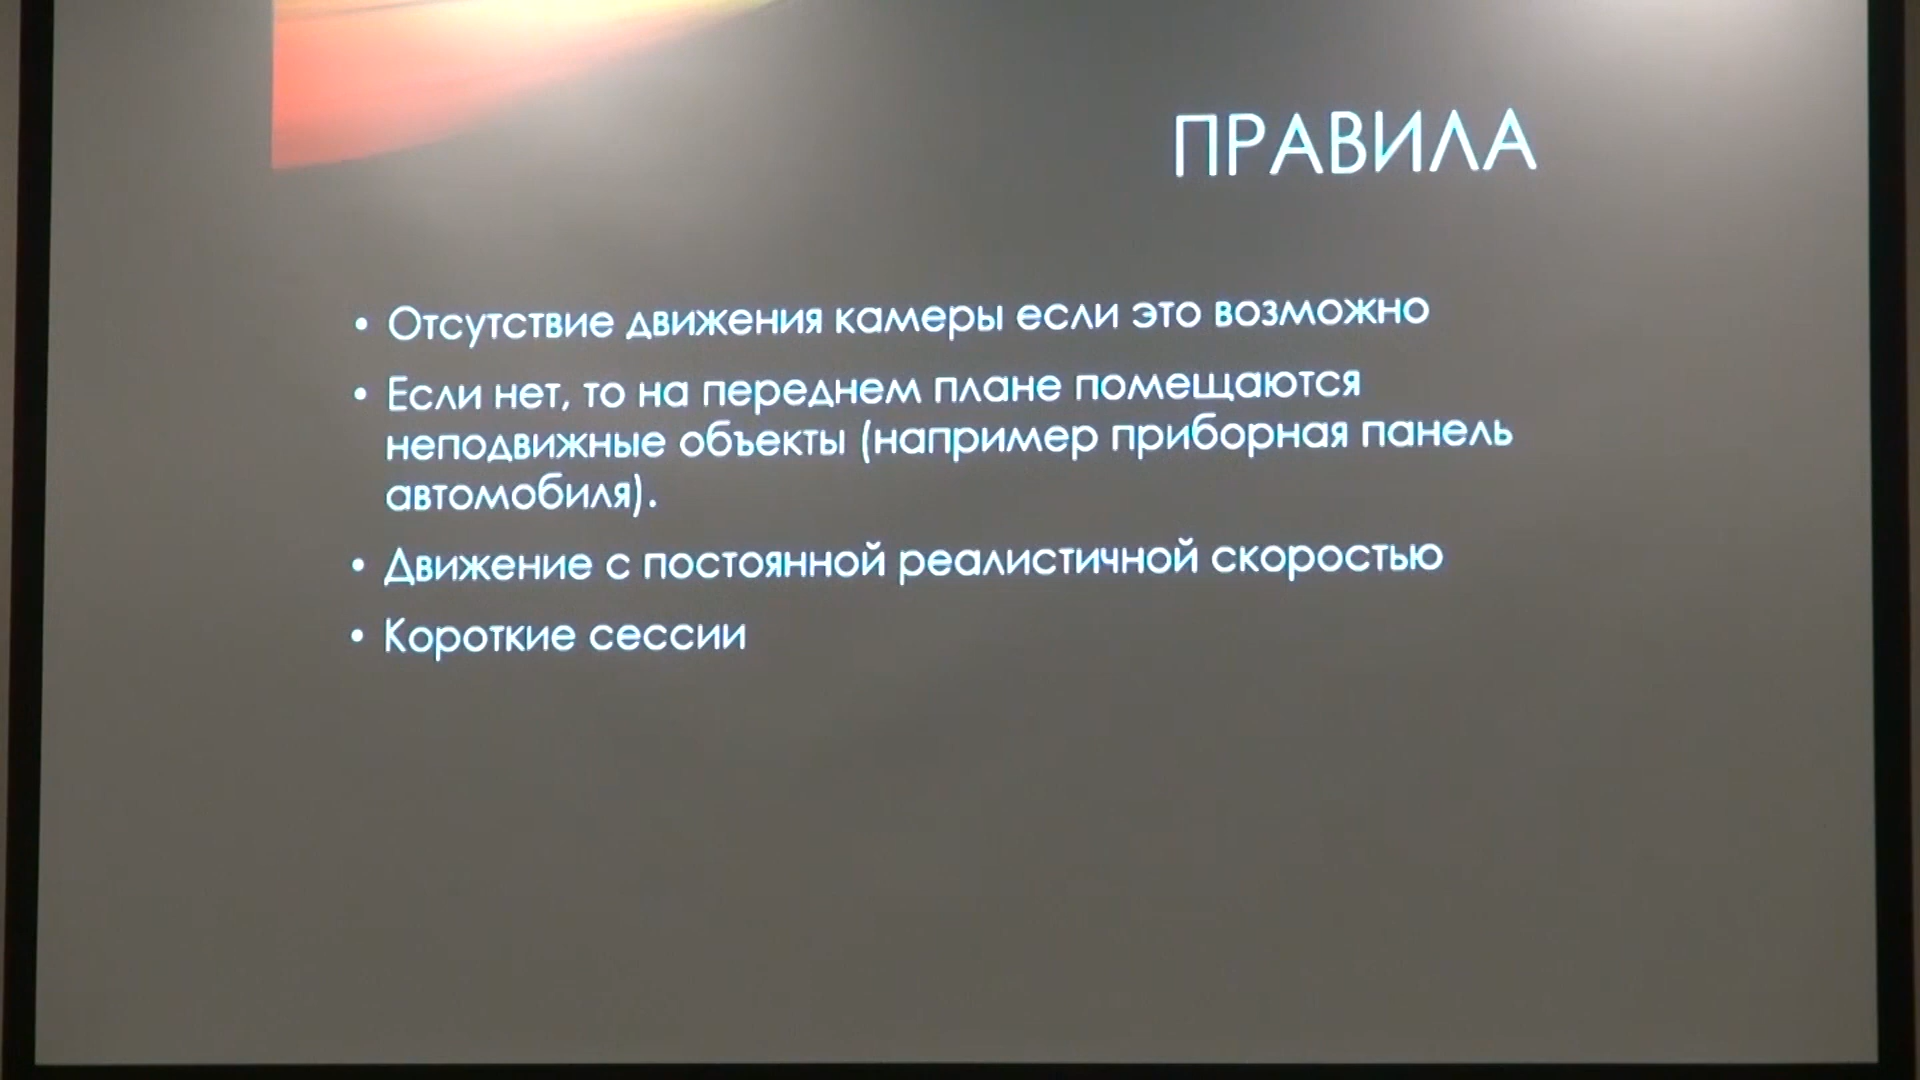 ПРАВИЛА
• Отсутствие движения камеры если это возможно
• Если нет, то на переднем плане помещаются
неподвижные объекты (например приборная панель
автомобиля).
• Движение с постоянной реалистичной скоростью
• Короткие сессии